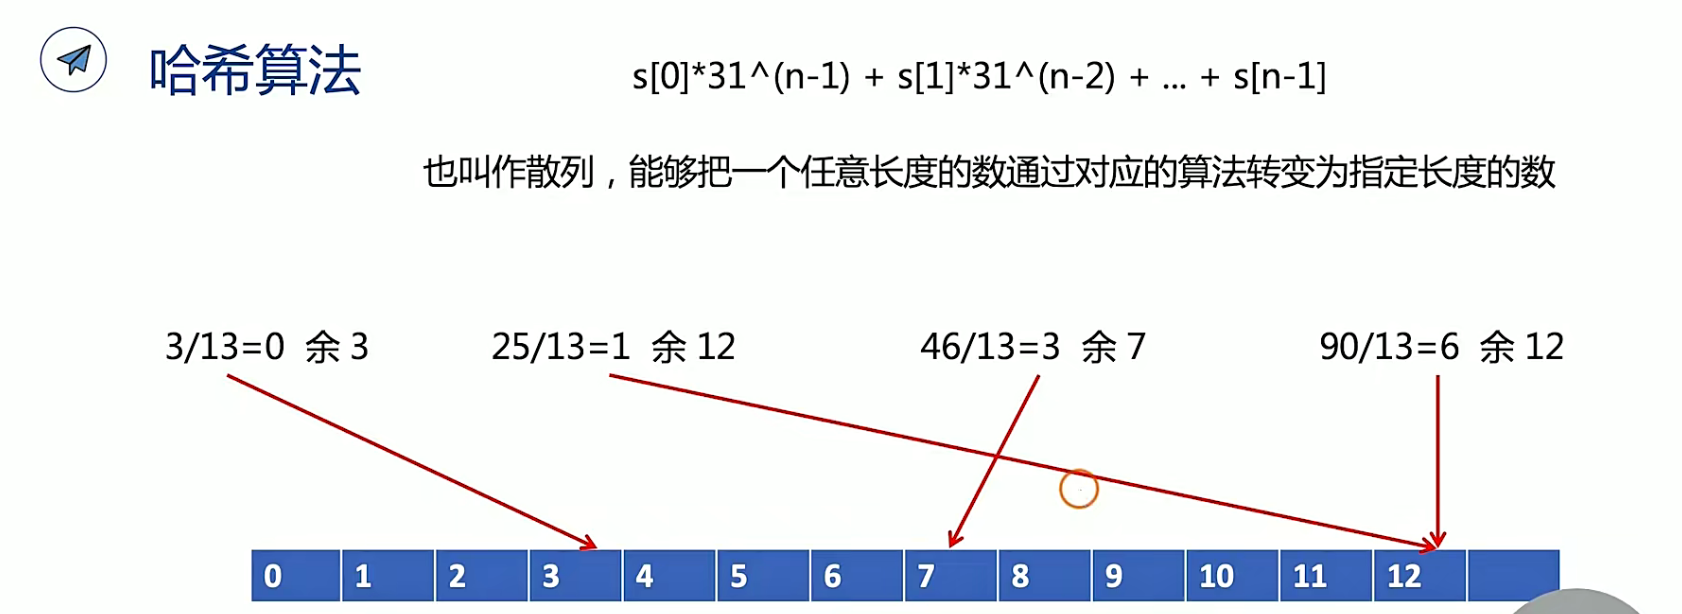 哈希算法
s[0]*31^(n-1) + s[1]*31^(n-2) + ... + s[n-1]
也叫作散列，能够把一个任意长度的数通过对应的算法转变为指定长度的数
3/13=0 余 3 25/13=1 余 12 46/13=3 余 7 90/13=6 余 12
0 1 2 3 4 5 6 7 8 9 10 11 12